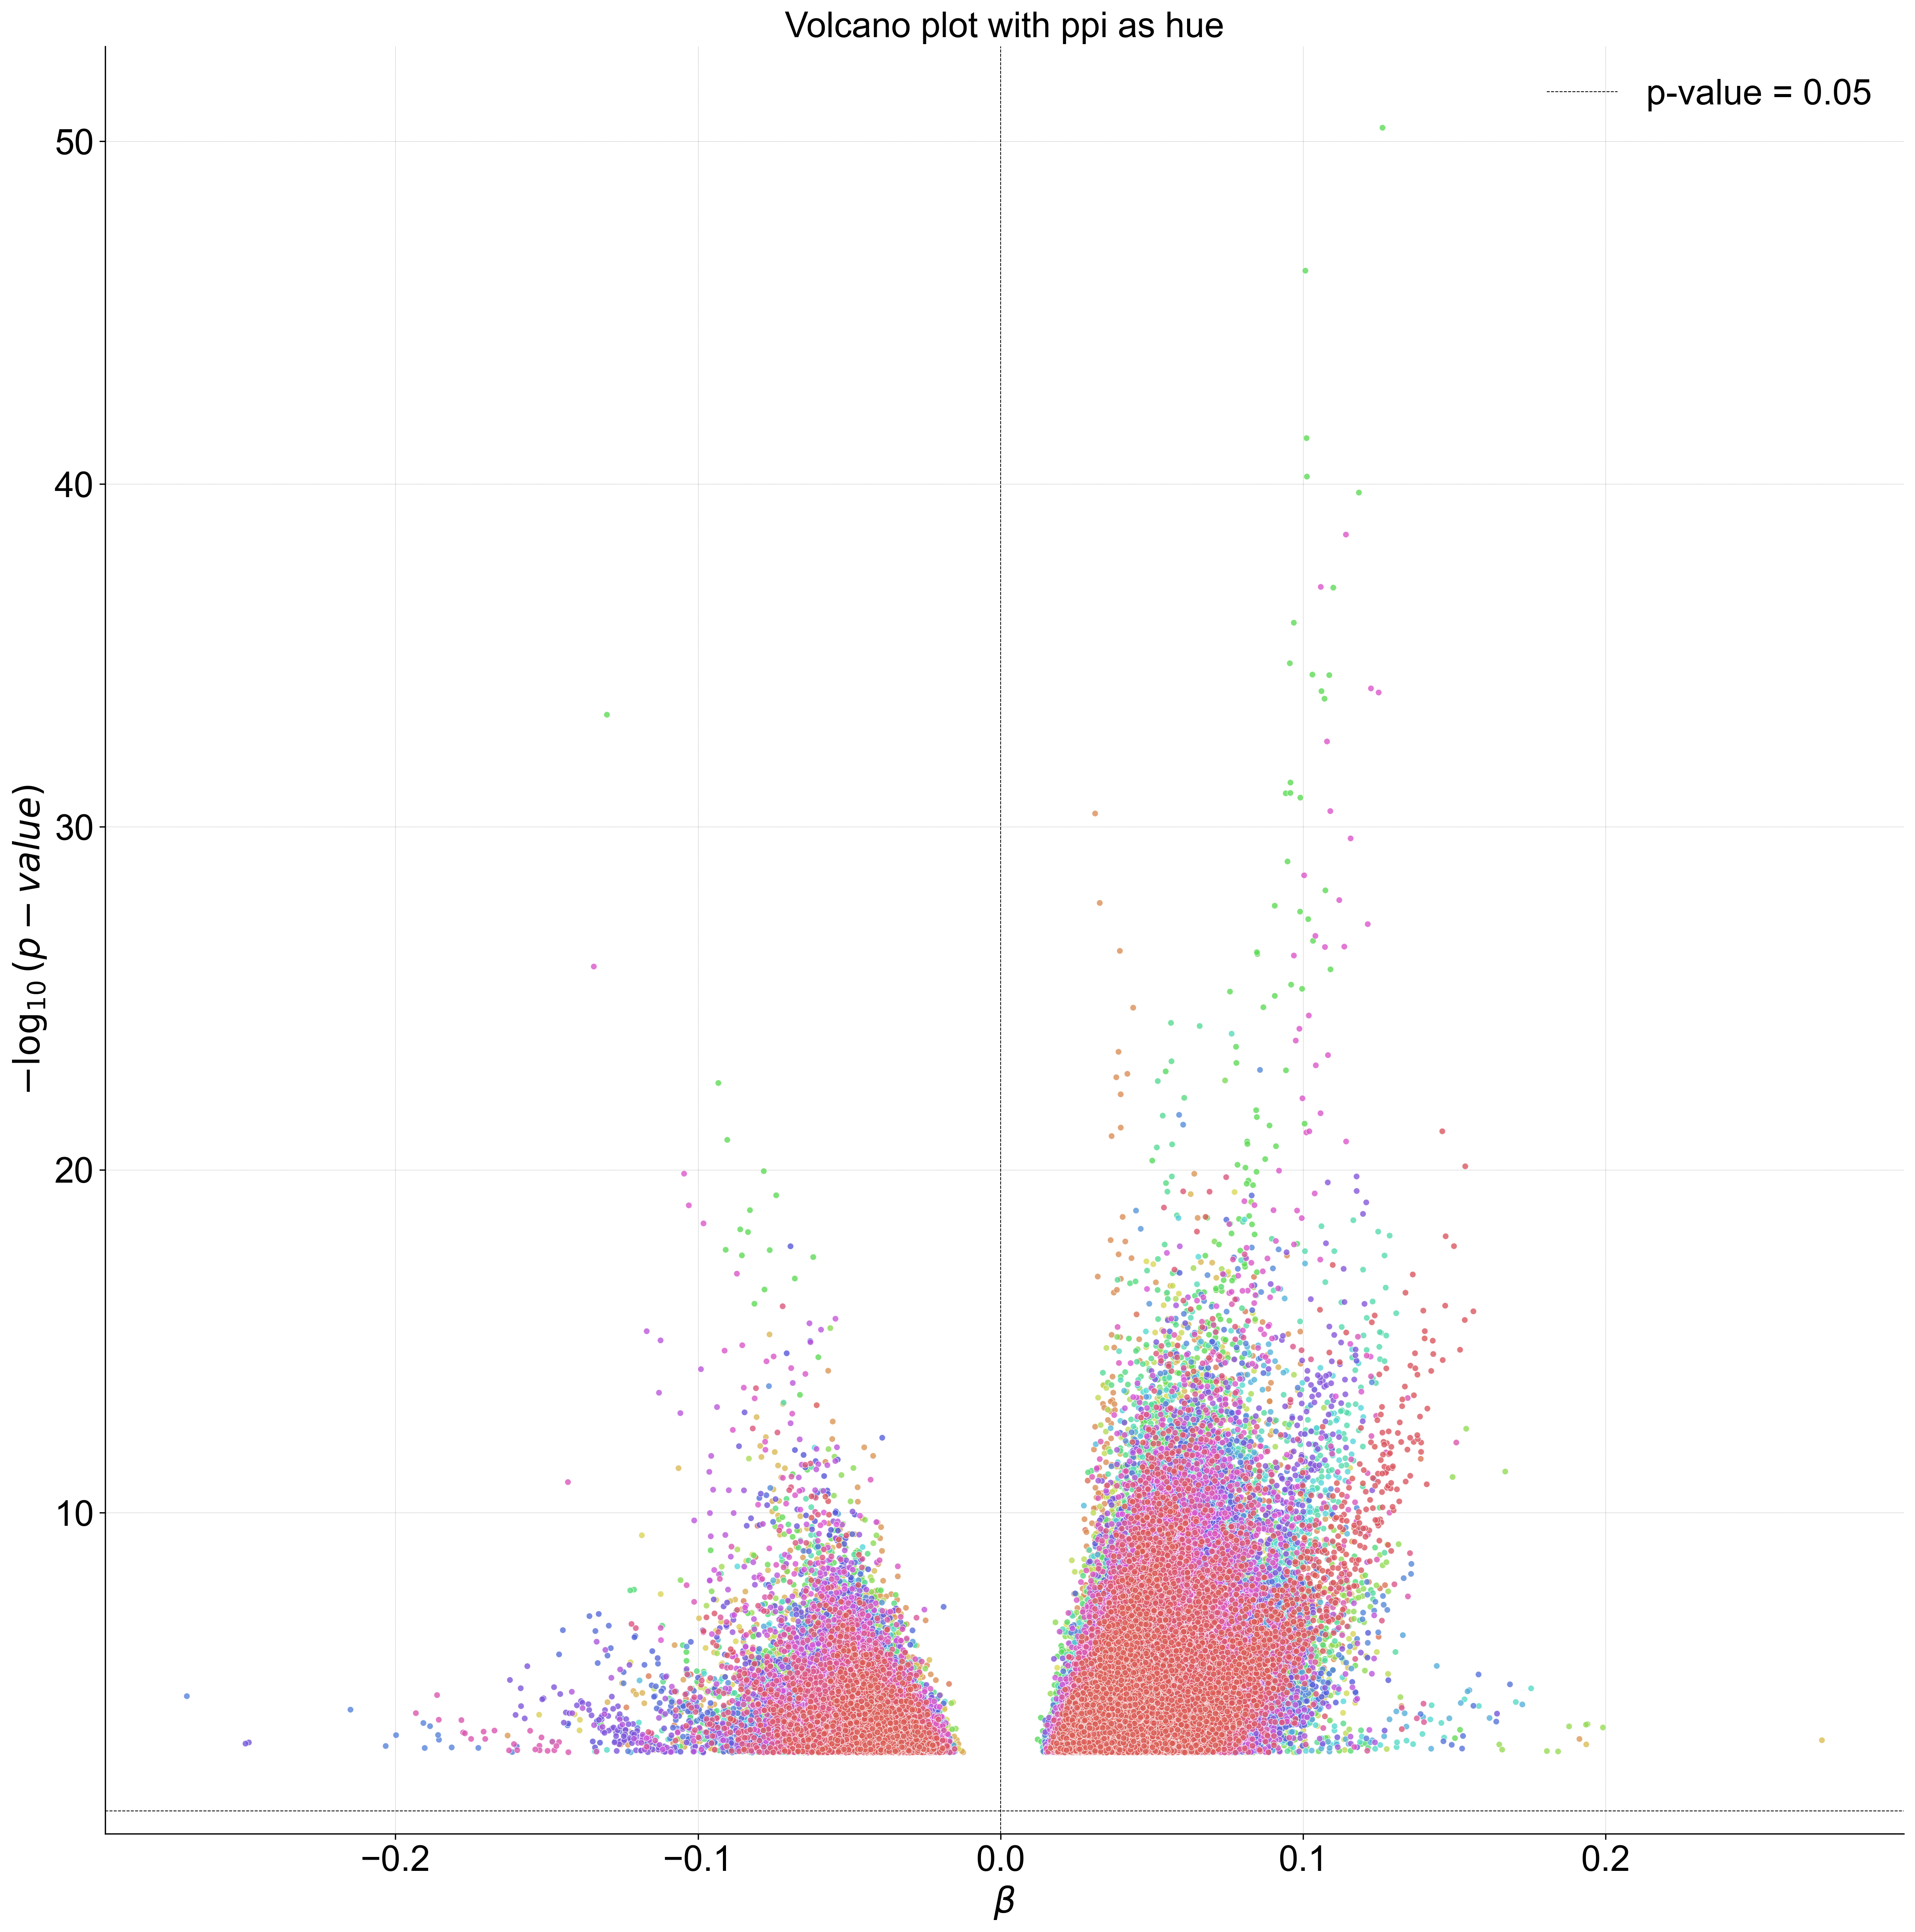 Volcano plot with ppi as hue
p-value = 0.05
50
40
30
20
10
−log₁₀(p − value)
−0.2
−0.1
0.0
0.1
0.2
β